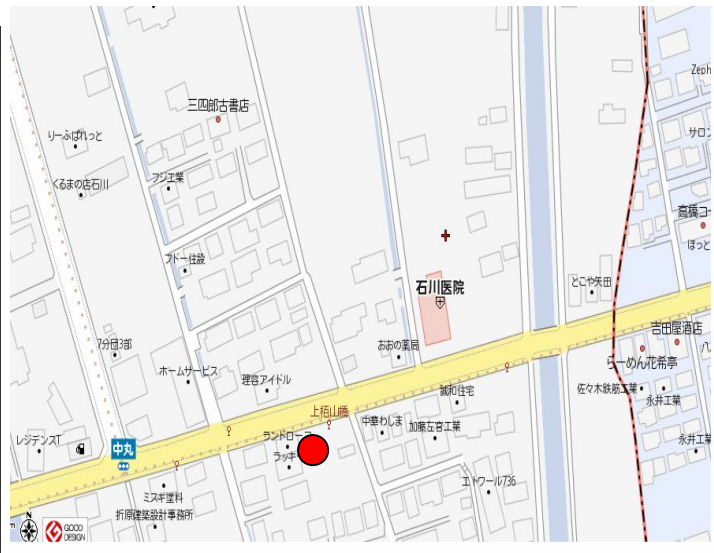 Zeph
三四郎古書店
りーふぱれっと
サロン
フジ工業
くるまの店石川
高橋コー
ほっと
フドー住設
とこや矢田
石川医院
吉田屋酒店
おおの薬局
7分団3部
らーめん花希亭
ホームサービス
理容アイドル
佐々木鉄筋工業
誠和住宅
永井工業
上栢山橋
中華わしま
加藤左官工業
レジデンスT
中丸
ランドローフ
ラッキ
永井工業
エトワール736
ミスギ塗料
折原建築設計事務所
N
GOOD
DESIGN